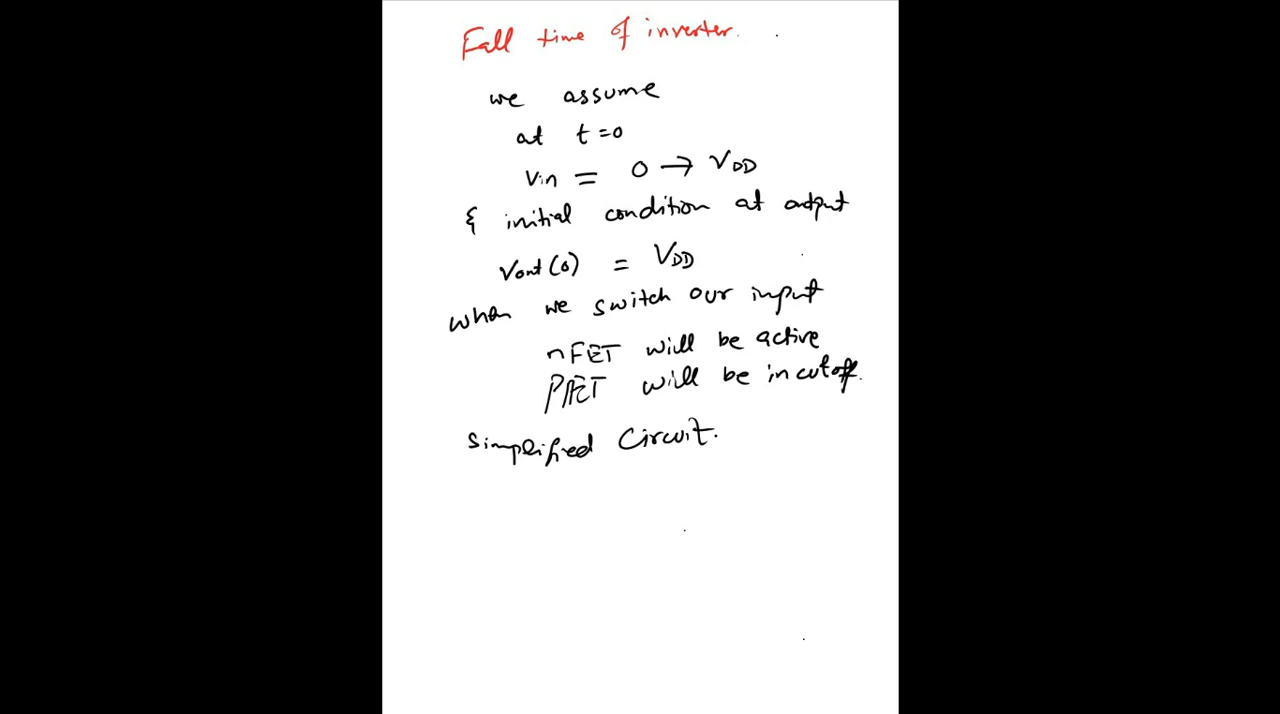 Fall time of inverter.
we assume
at t=0
Vin = 0 → VDD
& initial condition at output
Vout(0) = VDD
when we switch our input
nFET will be active
PFET will be in cutoff.
simplified Circuit.